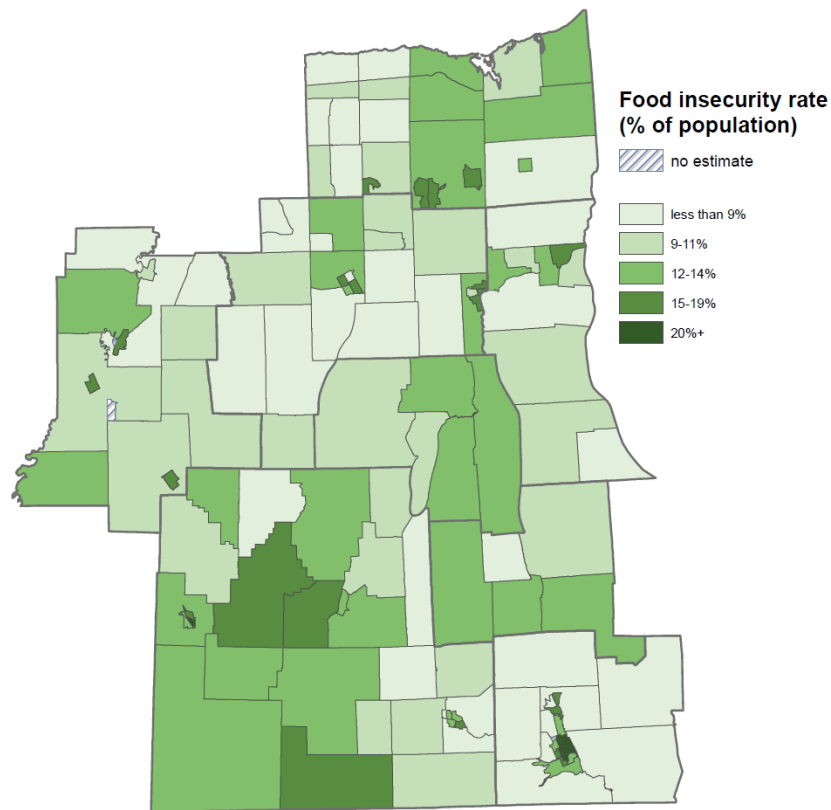 Food insecurity rate
(% of population)
no estimate
less than 9%
9-11%
12-14%
15-19%
20%+